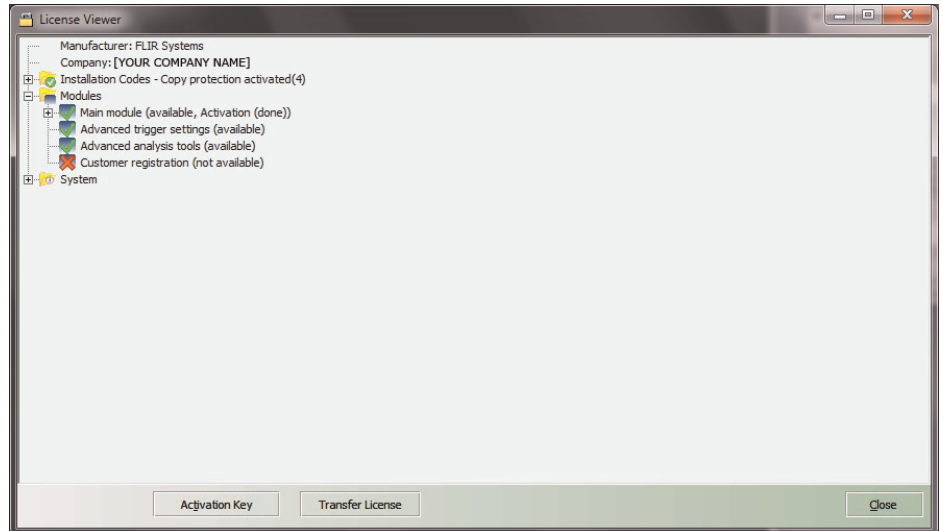 License Viewer
Manufacturer: FLIR Systems
Company: [YOUR COMPANY NAME]
Installation Codes - Copy protection activated(4)
Modules
Main module (available, Activation (done))
Advanced trigger settings (available)
Advanced analysis tools (available)
Customer registration (not available)
System
Activation Key Transfer License Close